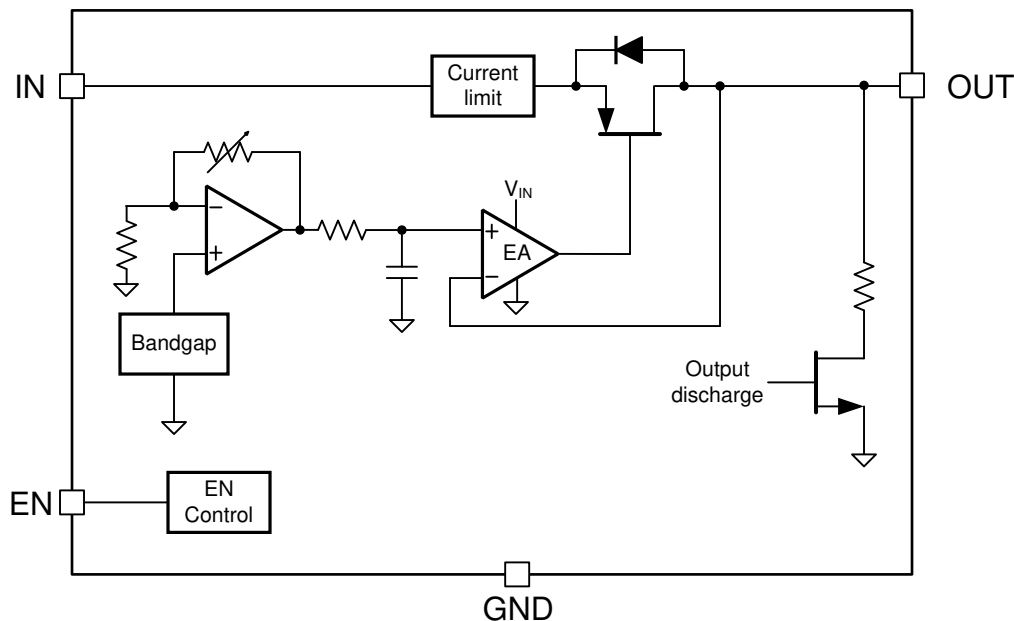 IN
Current
limit
OUT
−
+
Bandgap
VIN
+
EA
−
Output
discharge
EN
EN
Control
GND